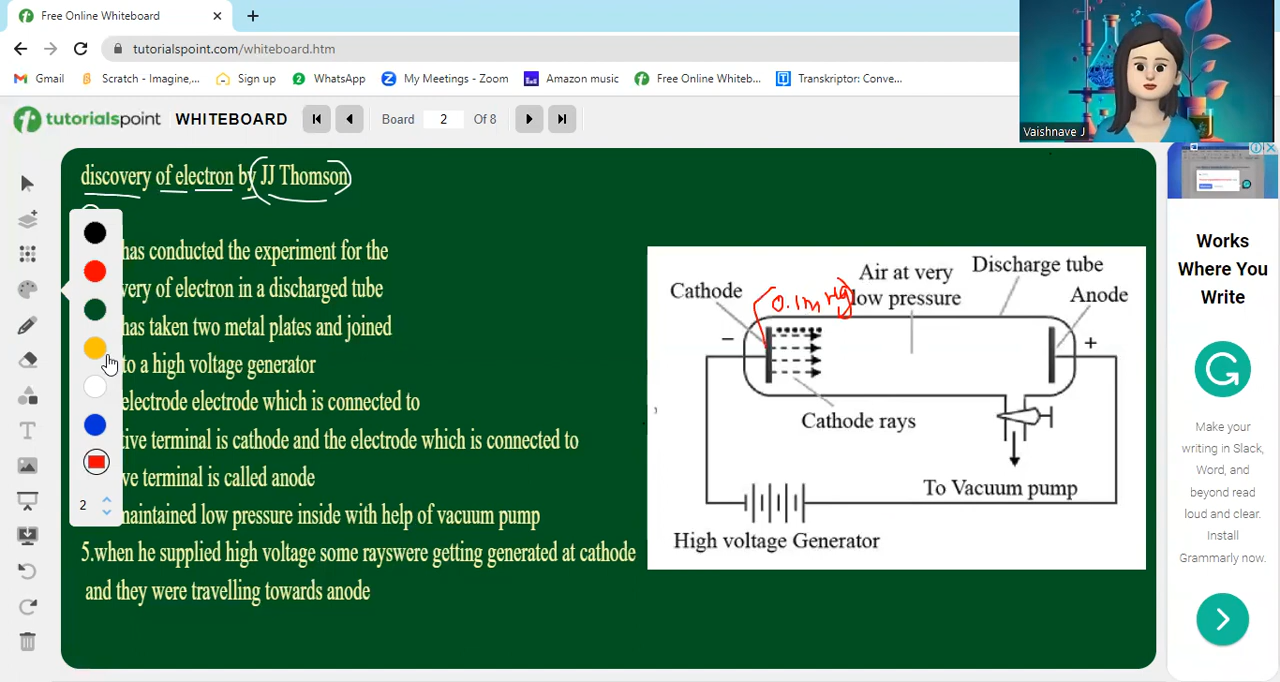 Free Online Whiteboard
tutorialspoint.com/whiteboard.htm
Gmail
Scratch - Imagine,...
Sign up
WhatsApp
My Meetings - Zoom
Amazon music
Free Online Whiteb...
Transkriptor: Conve...
Vaishnave J
tutorialspoint
WHITEBOARD
Board 2 Of 8
discovery of electron by JJ Thomson
has conducted the experiment for the
very of electron in a discharged tube
has taken two metal plates and joined
to a high voltage generator
electrode electrode which is connected to
tive terminal is cathode and the electrode which is connected to
ve terminal is called anode
maintained low pressure inside with help of vacuum pump
5.when he supplied high voltage some rayswere getting generated at cathode
and they were travelling towards anode
2
Cathode
0.1m Hg
Air at very
low pressure
Discharge tube
Anode
−
+
Cathode rays
To Vacuum pump
High voltage Generator
Works
Where You
Write
Make your
writing in Slack,
Word, and
beyond read
loud and clear.
Install
Grammarly now.